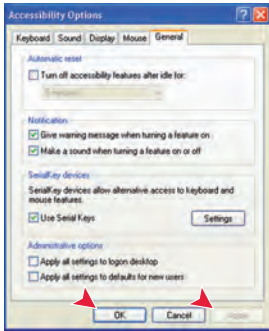 Accessibility Options
Keyboard Sound Display Mouse General
Automatic reset
Turn off accessibility features after idle for:
Notification
Give warning message when turning a feature on
Make a sound when turning a feature on or off
SerialKey devices
SerialKey devices allow alternative access to keyboard and
mouse features.
Use Serial Keys
Settings
Administrative options
Apply all settings to logon desktop
Apply all settings to defaults for new users
OK Cancel Apply